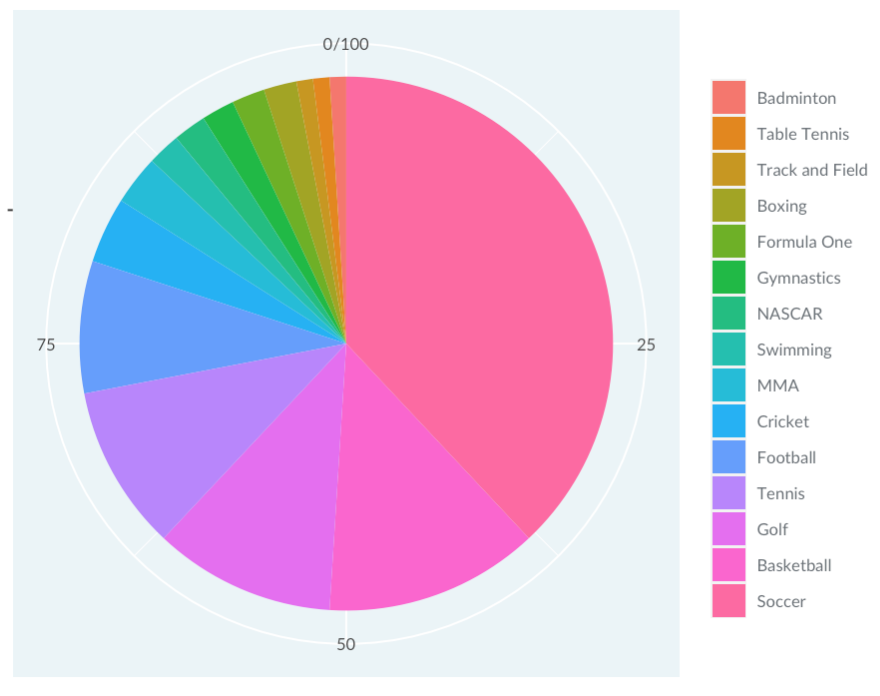 0/100
25
50
75
Badminton
Table Tennis
Track and Field
Boxing
Formula One
Gymnastics
NASCAR
Swimming
MMA
Cricket
Football
Tennis
Golf
Basketball
Soccer